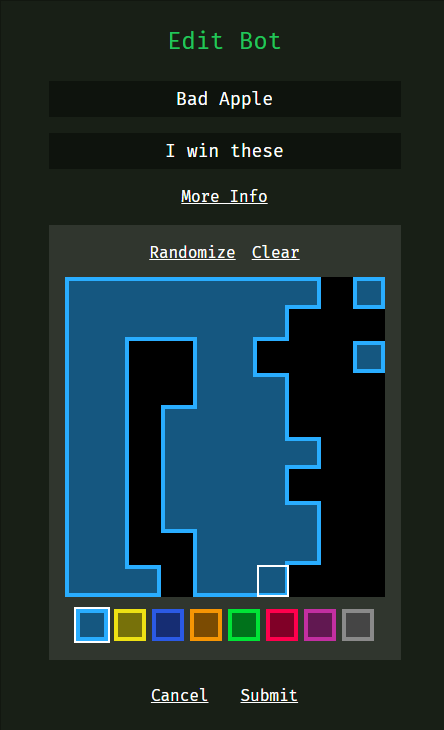 Edit Bot
Bad Apple
I win these
More Info
Randomize Clear
Cancel Submit